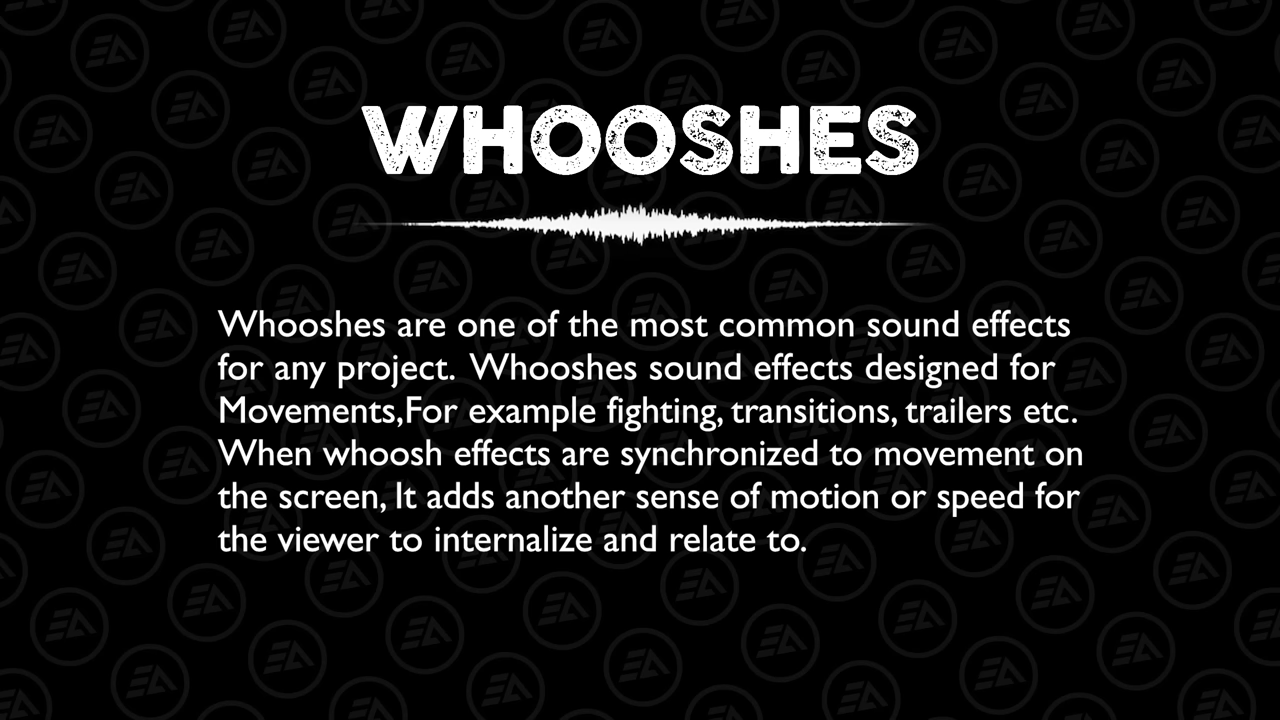 WHOOSHES
Whooshes are one of the most common sound effects
for any project.  Whooshes sound effects designed for
Movements,For example fighting, transitions, trailers etc.
When whoosh effects are synchronized to movement on
the screen, It adds another sense of motion or speed for
the viewer to internalize and relate to.